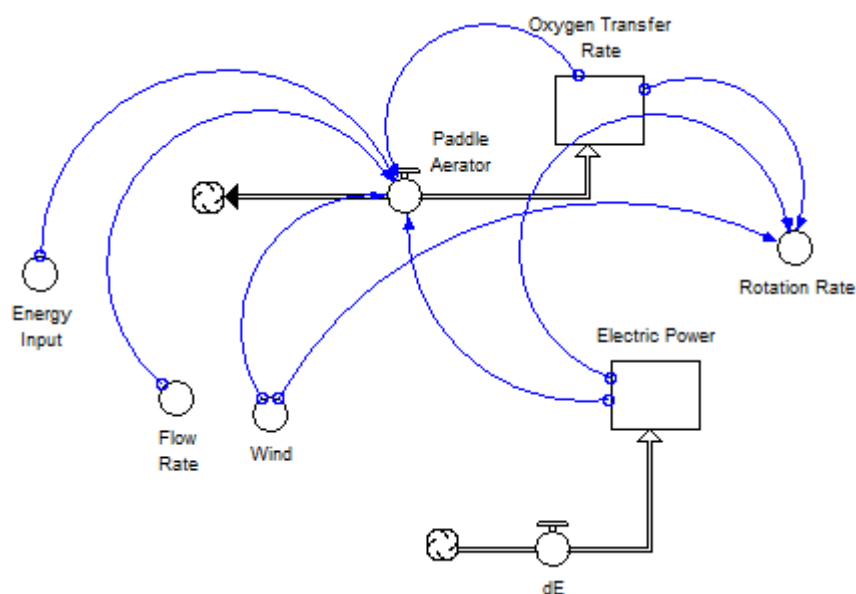 Oxygen Transfer
Rate
Paddle
Aerator
Rotation Rate
Energy
Input
Electric Power
Flow
Rate
Wind
dE